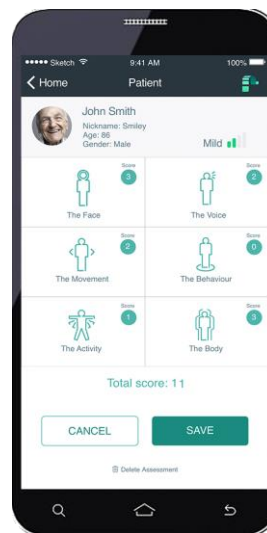 Sketch 9:41 AM 100%
Home Patient
John Smith
Nickname: Smiley
Age: 86
Gender: Male
Mild
Score
3
The Face
Score
2
The Voice
Score
2
The Movement
Score
0
The Behaviour
Score
1
The Activity
Score
3
The Body
Total score: 11
CANCEL SAVE
Delete Assessment